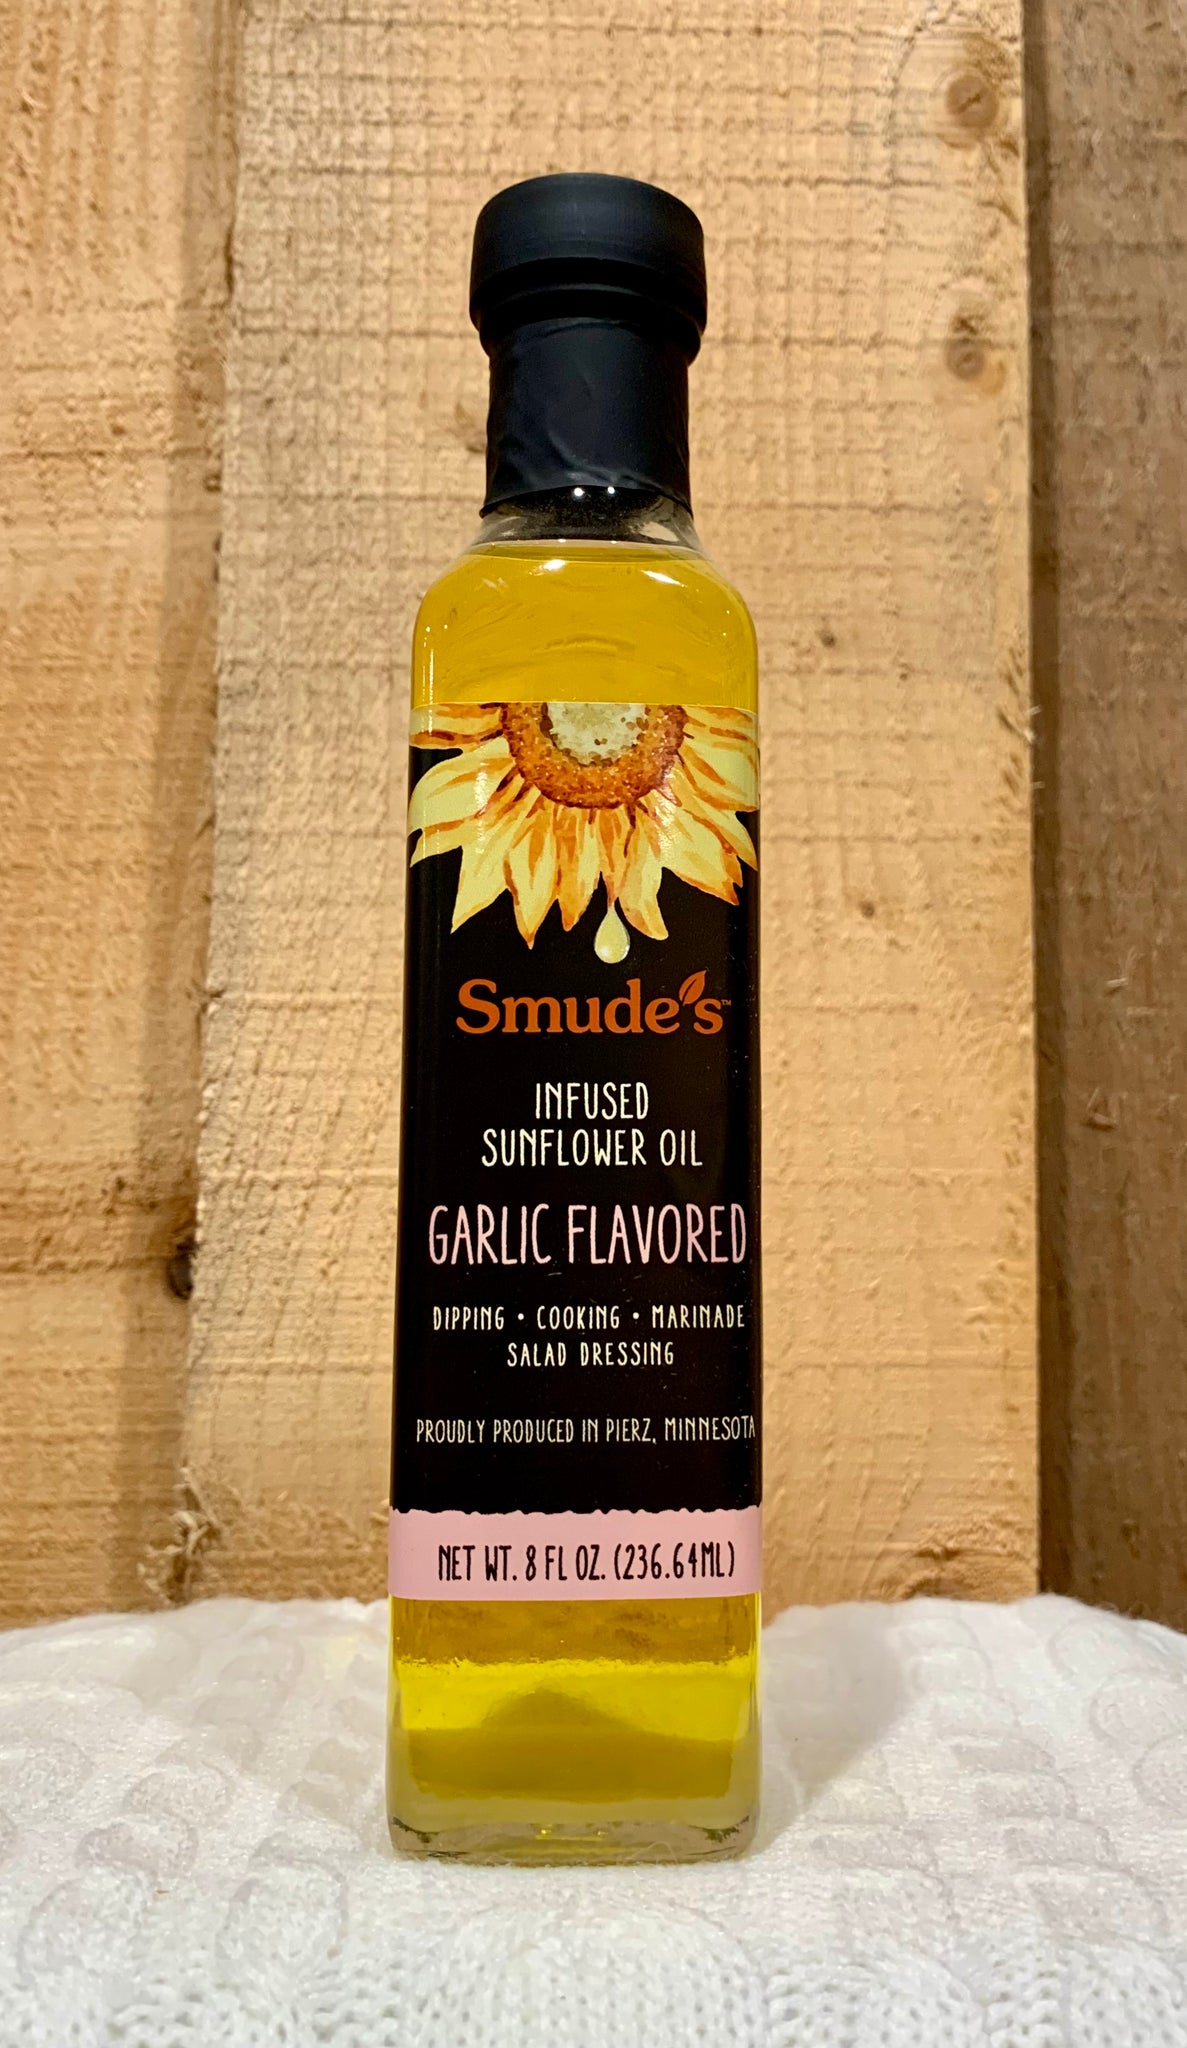 Smude's™
INFUSED
SUNFLOWER OIL
GARLIC FLAVORED
DIPPING • COOKING • MARINADE
SALAD DRESSING
PROUDLY PRODUCED IN PIERZ, MINNESOTA
NET WT. 8 FL OZ. (236.64ML)